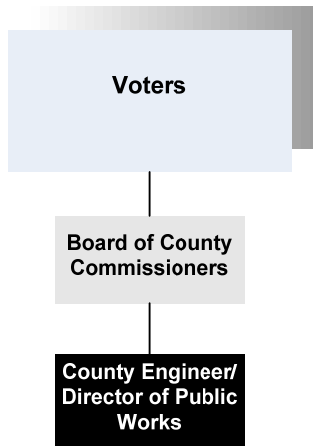 Voters
Board of County
Commissioners
County Engineer/
Director of Public
Works